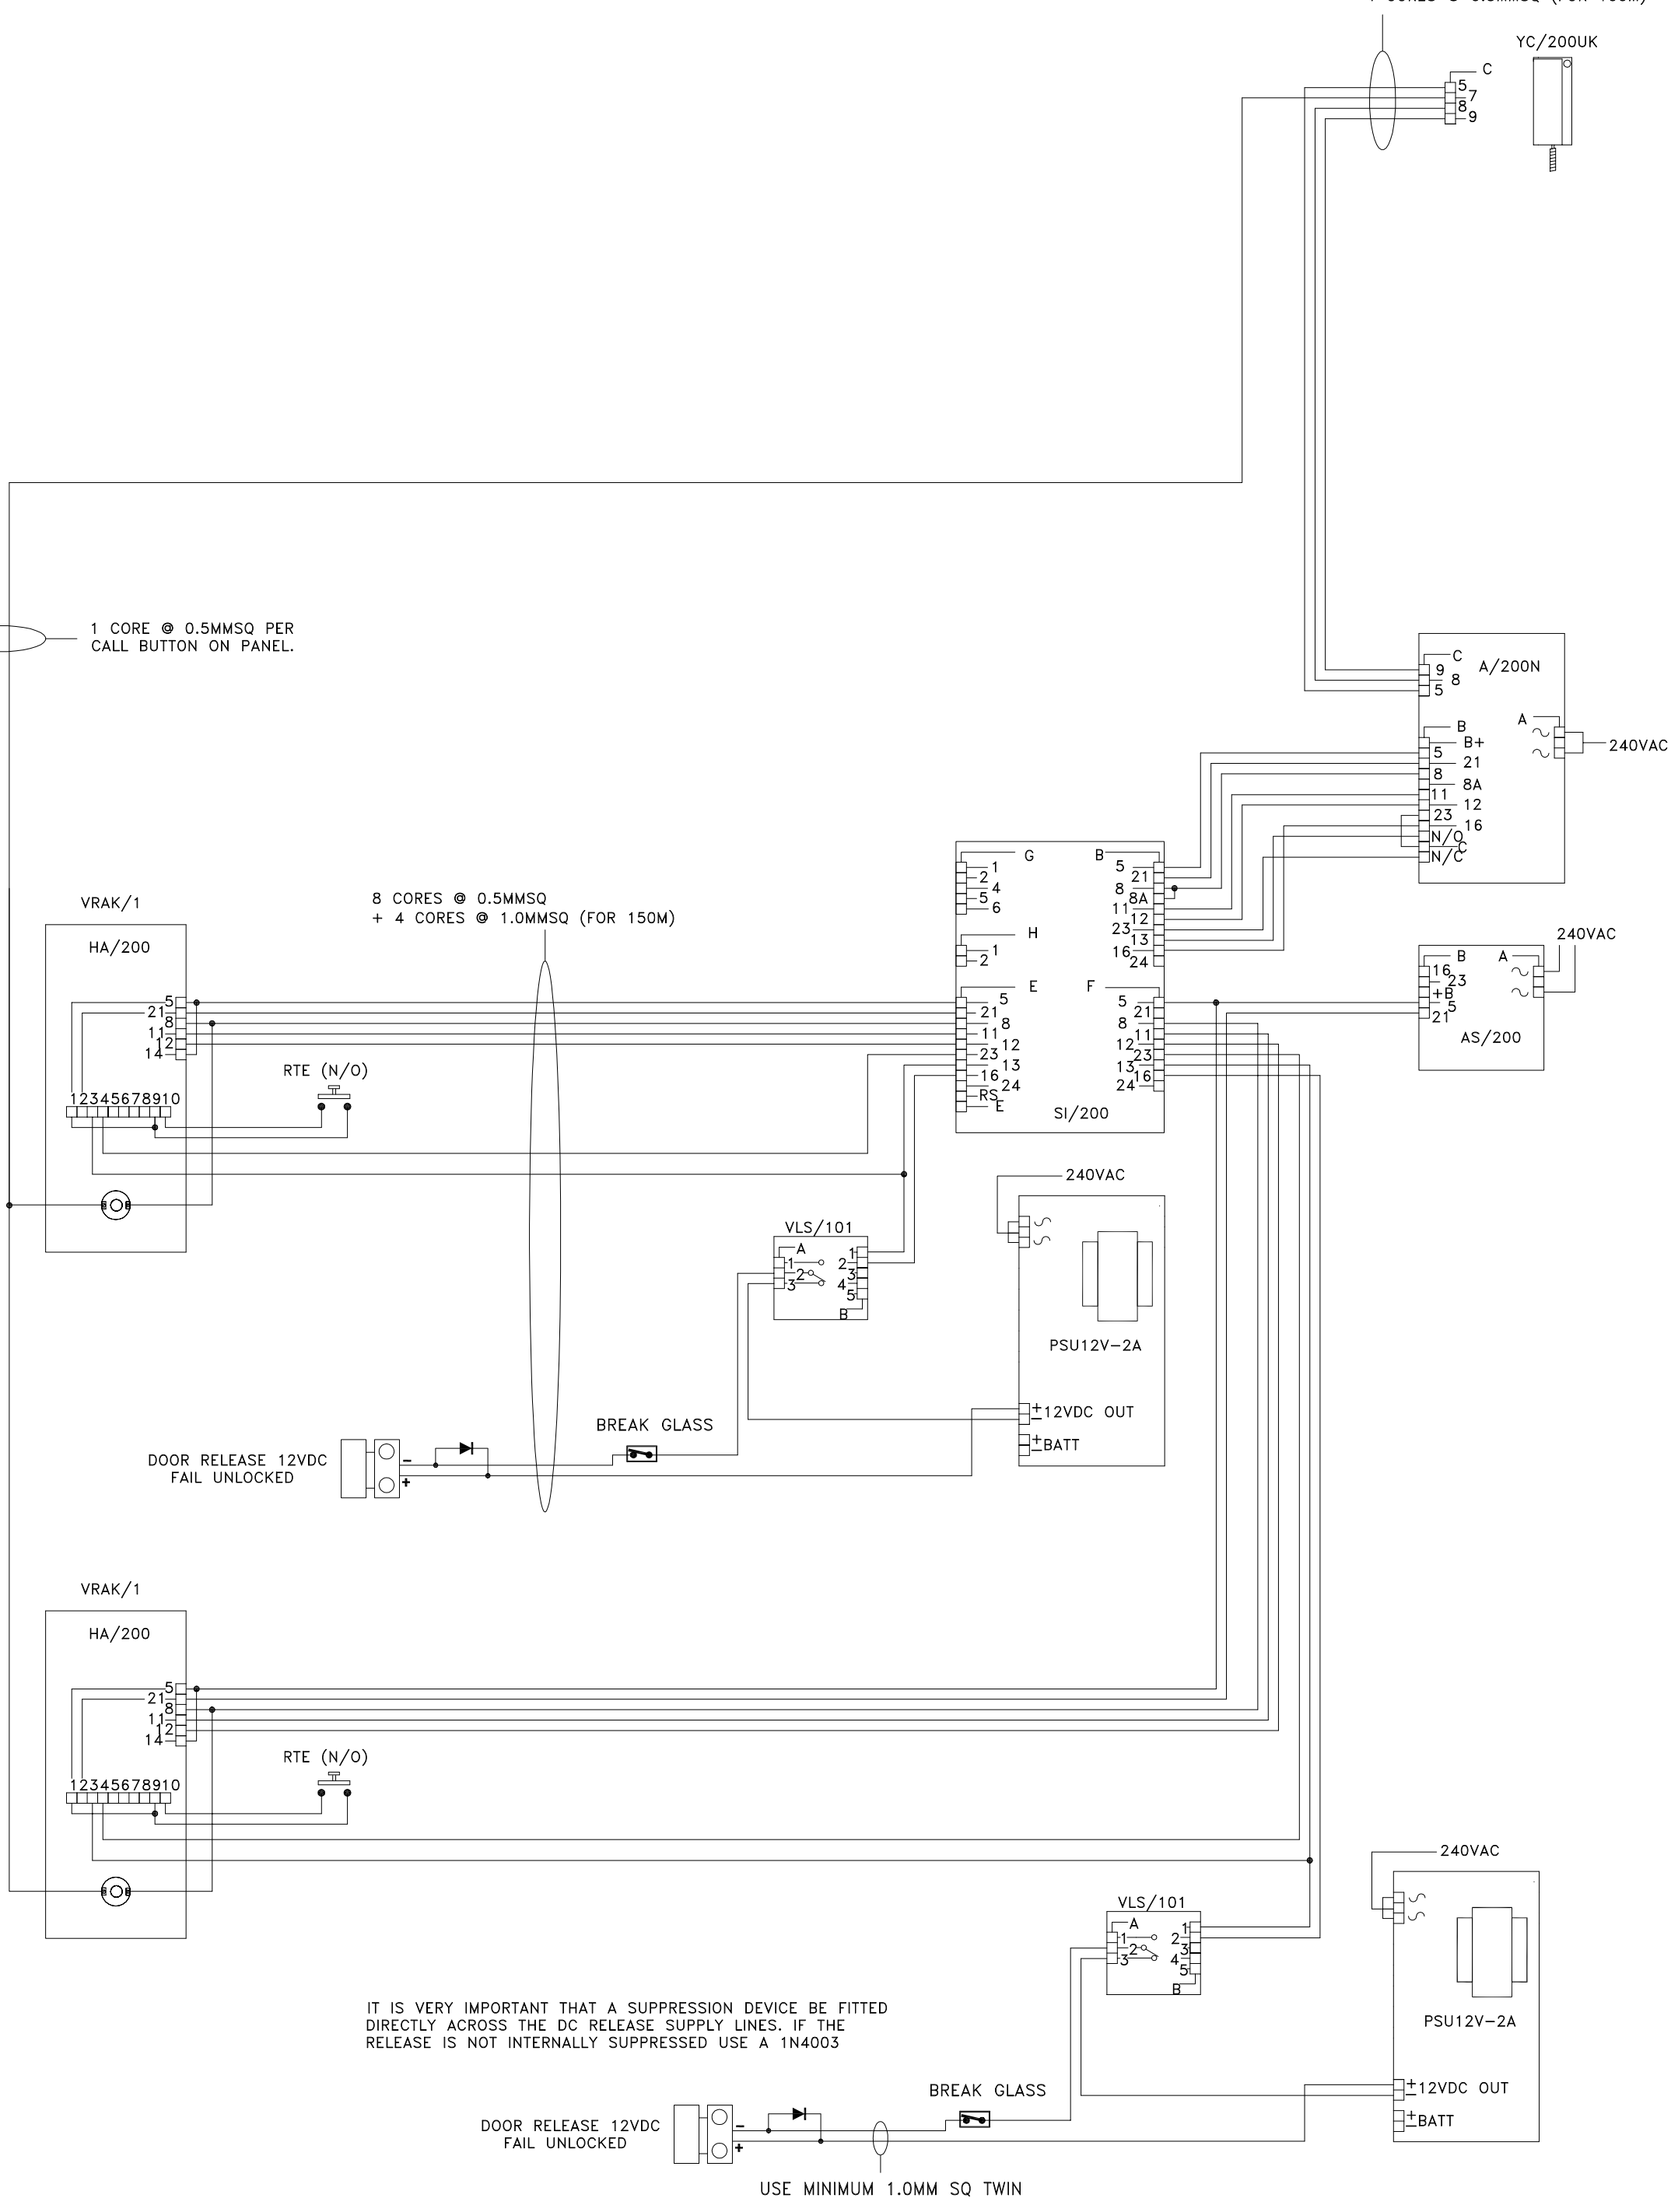 YC/200UK
C
5
7
8
9
1 CORE @ 0.5MMSQ PER
CALL BUTTON ON PANEL.
A/200N
C
9
8
5
B
B+
5
21
8
8A
11
12
23
16
N/O
C
N/C
A
240VAC
8 CORES @ 0.5MMSQ
+ 4 CORES @ 1.0MMSQ (FOR 150M)
VRAK/1
HA/200
5
21
8
11
12
14
12345678910
RTE (N/O)
G
1
2
4
5
6
H
1
2
E
5
21
8
11
12
23
13
16
24
RS
E
B
5
21
8
8A
11
12
23
13
16
24
F
5
21
8
11
12
23
13
16
24
SI/200
240VAC
B
16
23
+B
5
21
A
AS/200
240VAC
PSU12V-2A
+
- 12VDC OUT
+
- BATT
VLS/101
A
1
2
3
1
2
3
4
5
B
BREAK GLASS
DOOR RELEASE 12VDC
FAIL UNLOCKED
-
+
VRAK/1
HA/200
5
21
8
11
12
14
12345678910
RTE (N/O)
240VAC
PSU12V-2A
+
- 12VDC OUT
+
- BATT
VLS/101
A
1
2
3
1
2
3
4
5
B
IT IS VERY IMPORTANT THAT A SUPPRESSION DEVICE BE FITTED
DIRECTLY ACROSS THE DC RELEASE SUPPLY LINES. IF THE
RELEASE IS NOT INTERNALLY SUPPRESSED USE A 1N4003
BREAK GLASS
DOOR RELEASE 12VDC
FAIL UNLOCKED
-
+
USE MINIMUM 1.0MM SQ TWIN